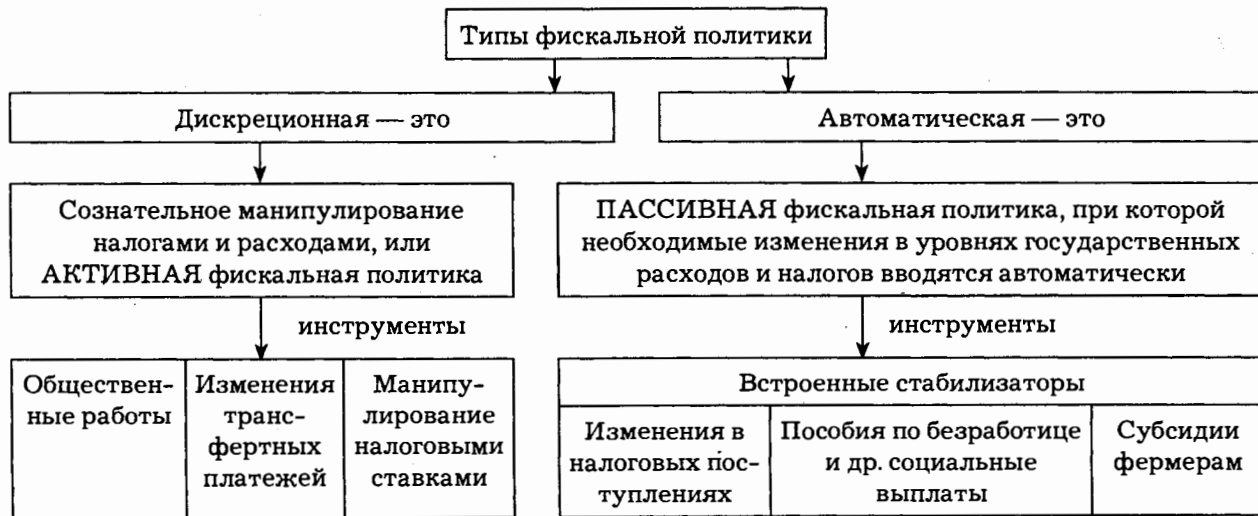 Типы фискальной политики
Дискреционная — это
Автоматическая — это
Сознательное манипулирование
налогами и расходами, или
АКТИВНАЯ фискальная политика
ПАССИВНАЯ фискальная политика, при которой
необходимые изменения в уровнях государственных
расходов и налогов вводятся автоматически
инструменты
инструменты
Обществен-
ные работы
Изменения
транс-
фертных
платежей
Манипу-
лирование
налоговыми
ставками
Встроенные стабилизаторы
Изменения в
налоговых пос-
туплениях
Пособия по безработице
и др. социальные
выплаты
Субсидии
фермерам